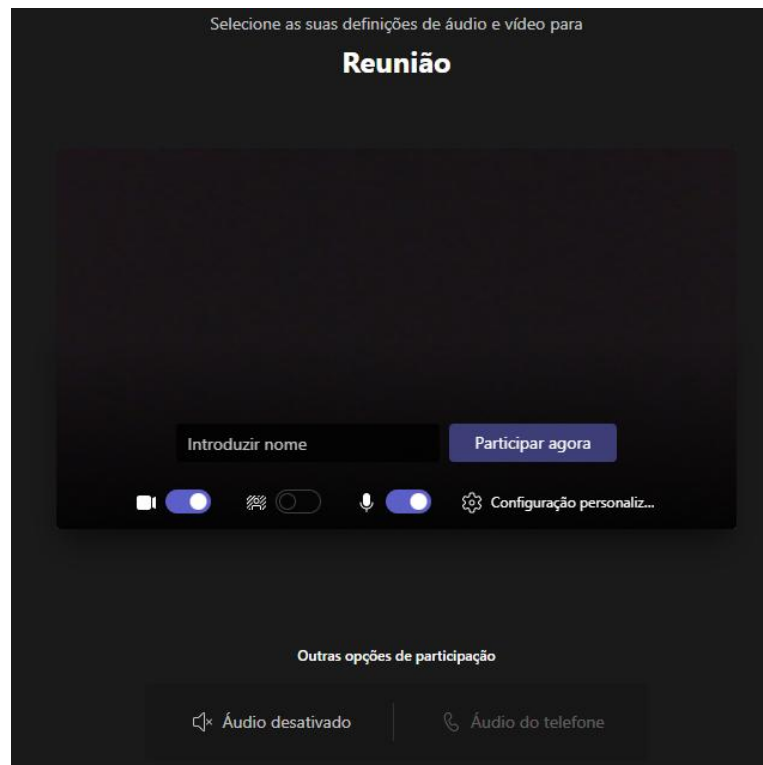 Selecione as suas definições de áudio e vídeo para
Reunião
Introduzir nome
Participar agora
Configuração personaliz...
Outras opções de participação
Áudio desativado
Áudio do telefone